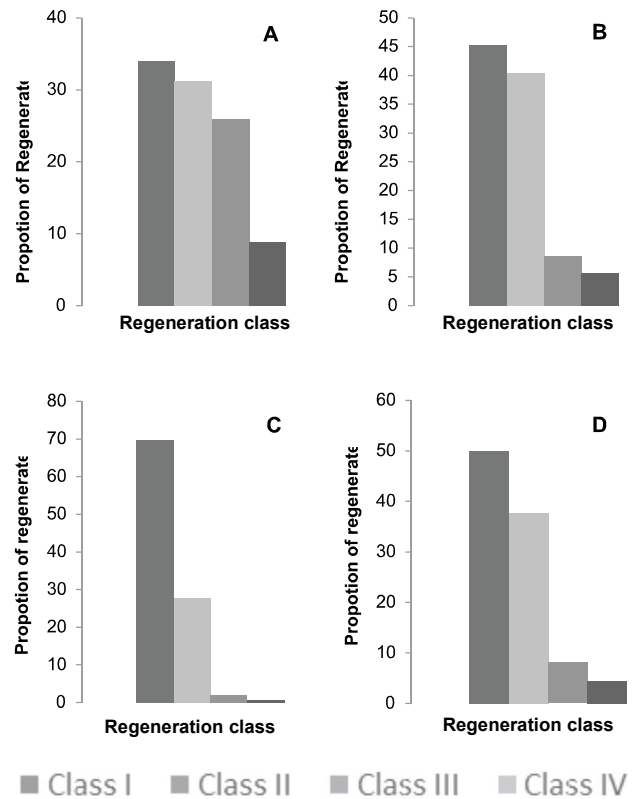 A
Propotion of Regenerate
40
30
20
10
0
Regeneration class
B
Propotion of Regenerate
50
45
40
35
30
25
20
15
10
5
0
Regeneration class
C
Propotion of regenerate
80
70
60
50
40
30
20
10
0
Regeneration class
D
Propotion of regenerate
60
50
40
30
20
10
0
Regeneration class
Class I Class II Class III Class IV